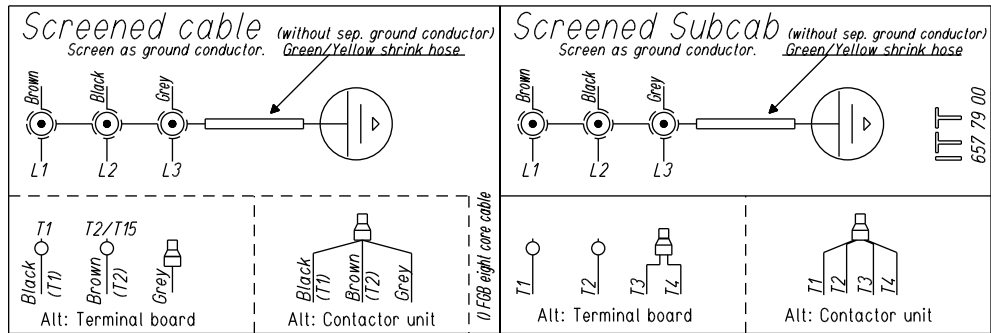 Screened cable (without sep. ground conductor)
Screen as ground conductor. Green/Yellow shrink hose
Brown
Black
Grey
L1
L2
L3
T1
T2/T15
Black
(T1)
Brown
(T2)
Grey
Alt: Terminal board
Black
(T1)
Brown
(T2)
Grey
Alt: Contactor unit
() FGB eight core cable
Screened Subcab (without sep. ground conductor)
Screen as ground conductor. Green/Yellow shrink hose
Brown
Black
Grey
L1
L2
L3
ITT
657 79 00
T1
T2
T3
T4
Alt: Terminal board
T1
T2
T3
T4
Alt: Contactor unit